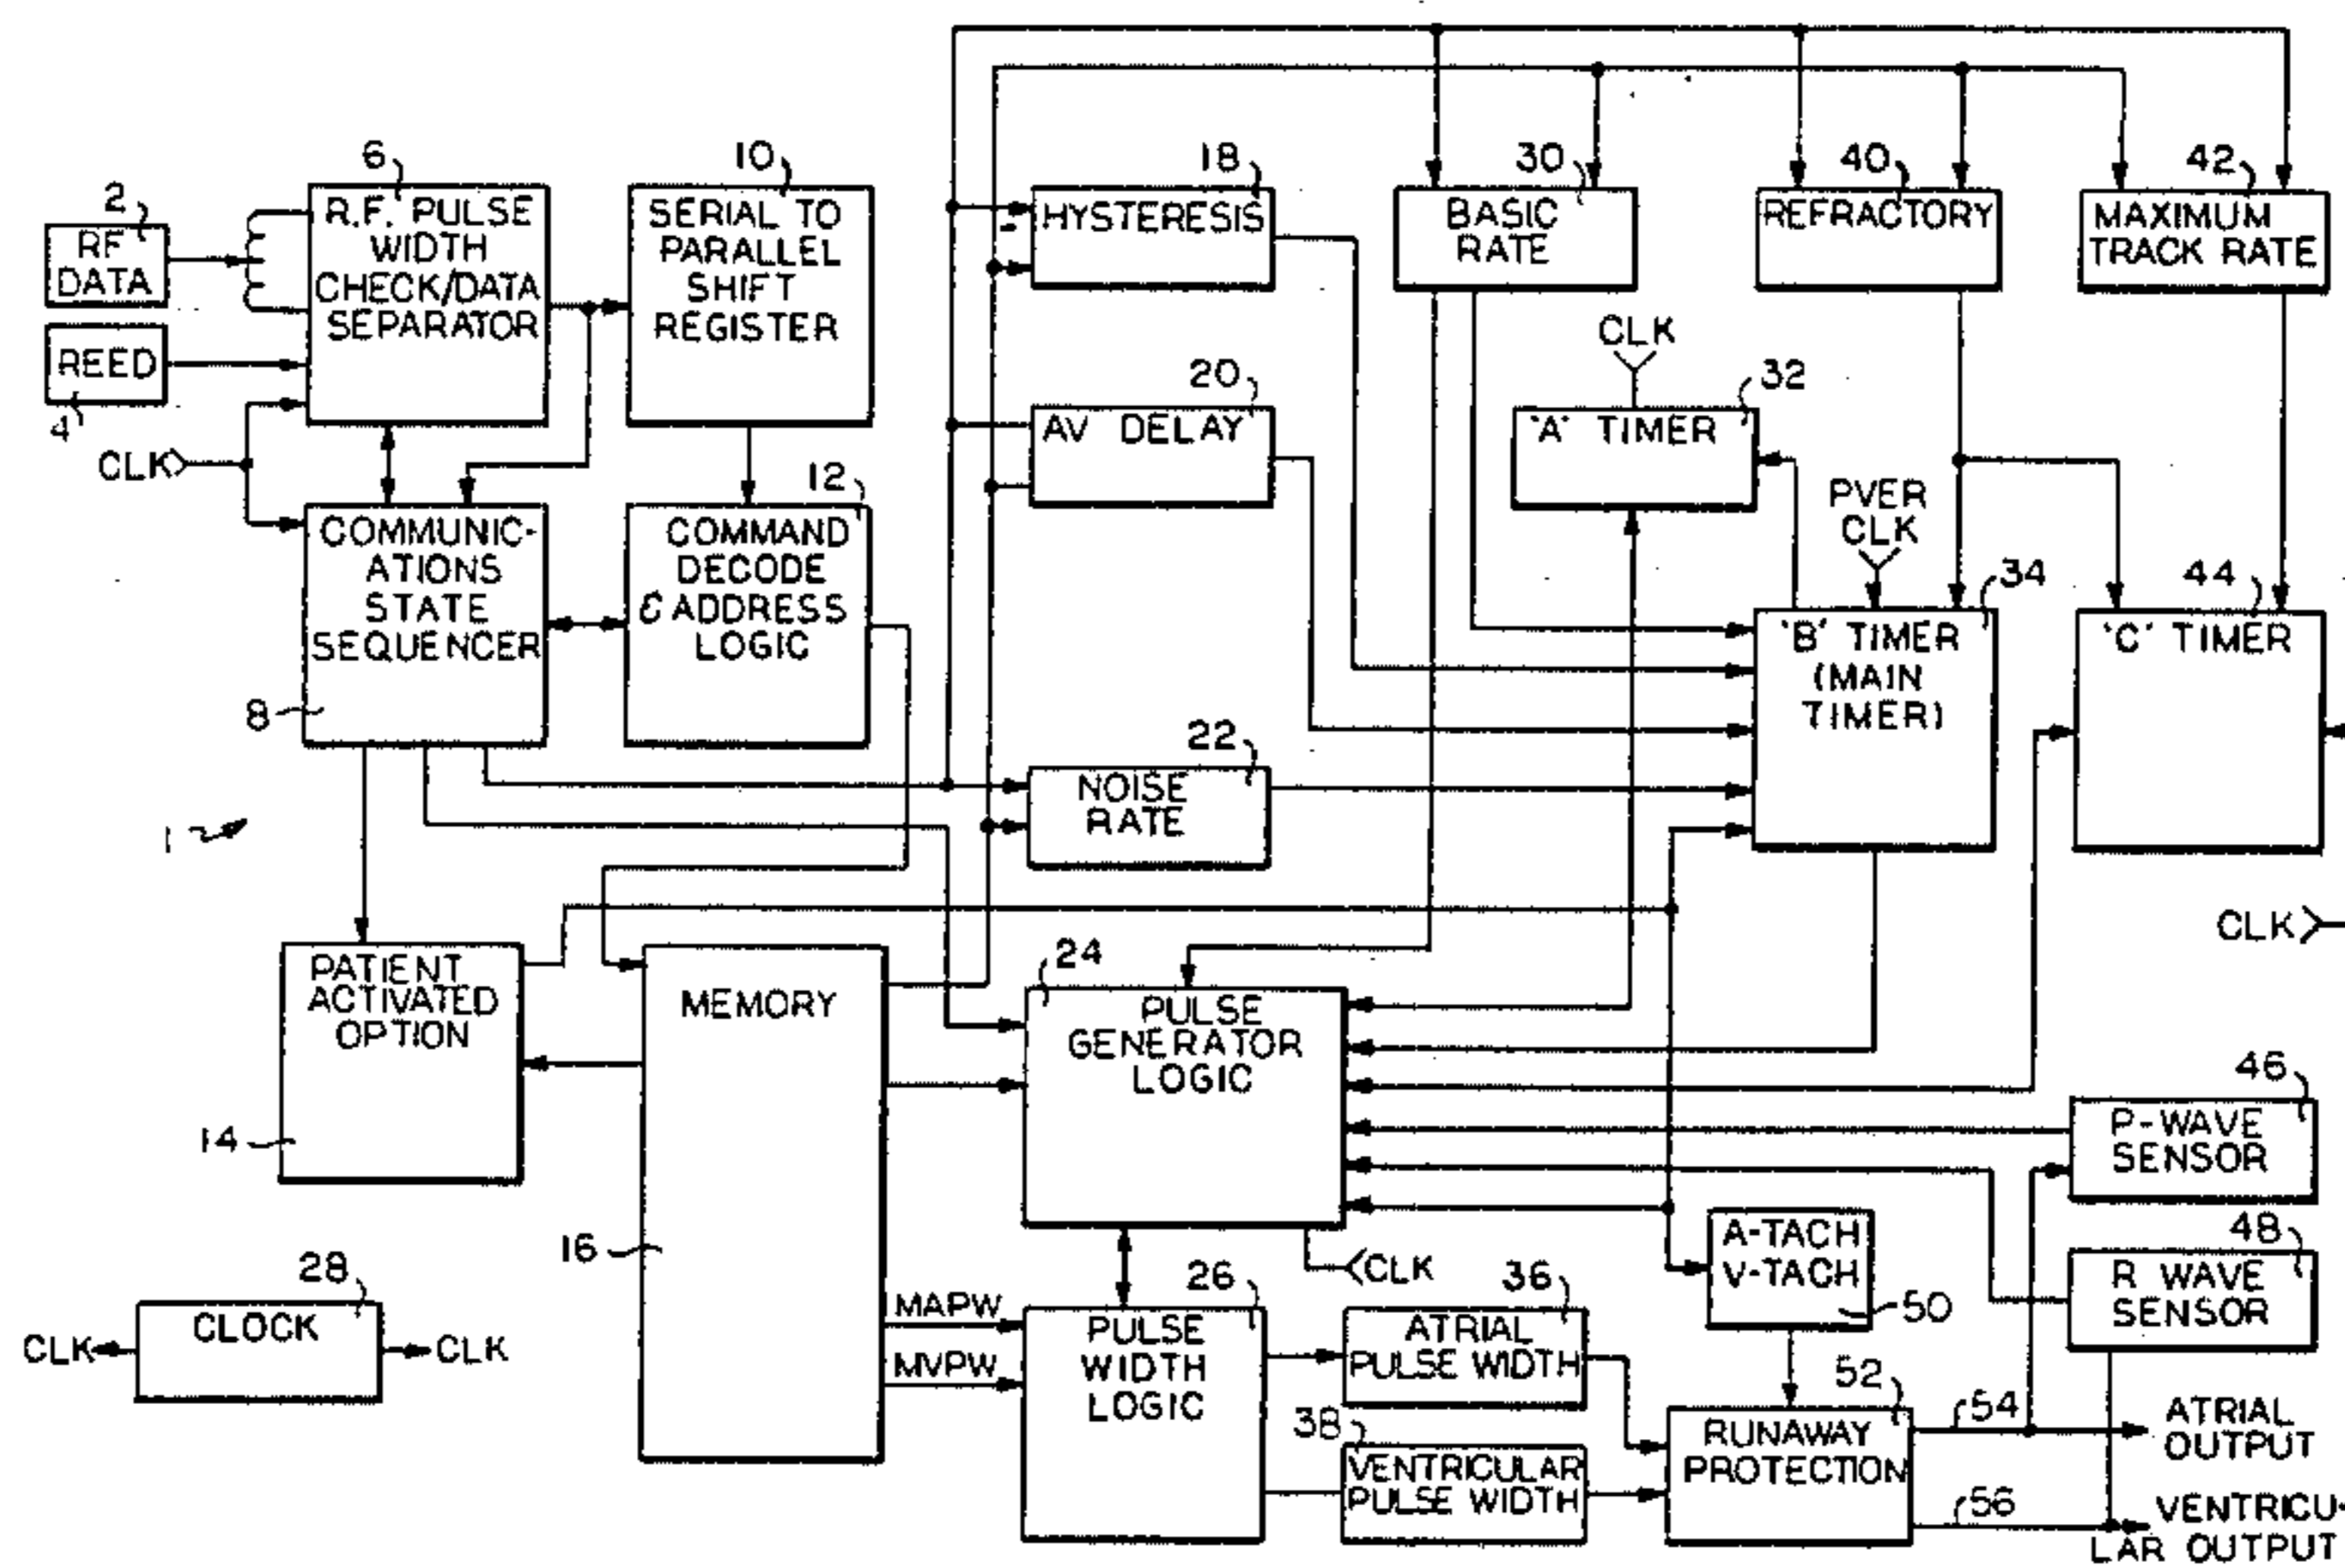 2
RF
DATA
REED
4
CLK
6
R.F. PULSE
WIDTH
CHECK/DATA
SEPARATOR
10
SERIAL TO
PARALLEL
SHIFT
REGISTER
COMMUNIC-
ATIONS
STATE
SEQUENCER
8
12
COMMAND
DECODE
& ADDRESS
LOGIC
1
PATIENT
ACTIVATED
OPTION
14
MEMORY
16
28
CLOCK
CLK
CLK
18
HYSTERESIS
20
AV DELAY
22
NOISE
RATE
30
BASIC
RATE
40
REFRACTORY
42
MAXIMUM
TRACK RATE
CLK
32
'A' TIMER
PVER
CLK
34
'B' TIMER
(MAIN
TIMER)
44
'C' TIMER
CLK
24
PULSE
GENERATOR
LOGIC
CLK
MAPW
MVPW
26
PULSE
WIDTH
LOGIC
36
ATRIAL
PULSE WIDTH
38
VENTRICULAR
PULSE WIDTH
46
P-WAVE
SENSOR
48
R WAVE
SENSOR
A-TACH
V-TACH
50
52
RUNAWAY
PROTECTION
54
ATRIAL
OUTPUT
56
VENTRICU-
LAR OUTPUT